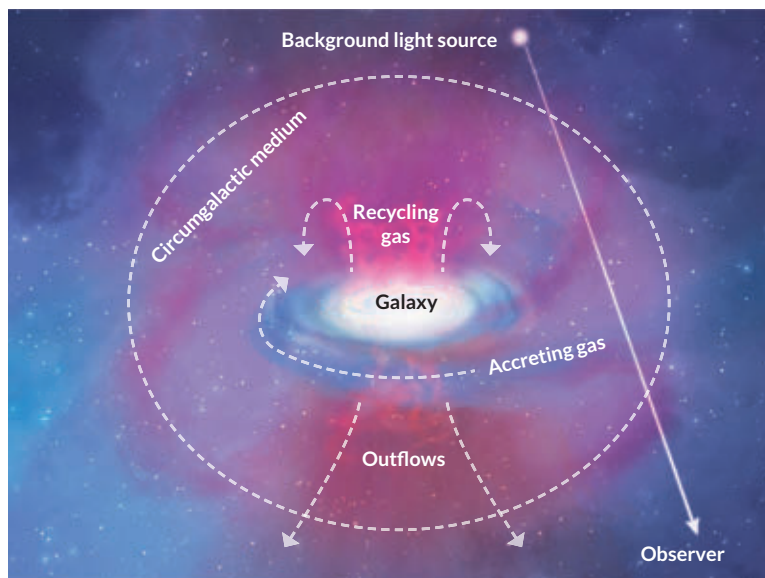 Background light source
Circumgalactic medium
Recycling
gas
Galaxy
Accreting gas
Outflows
Observer